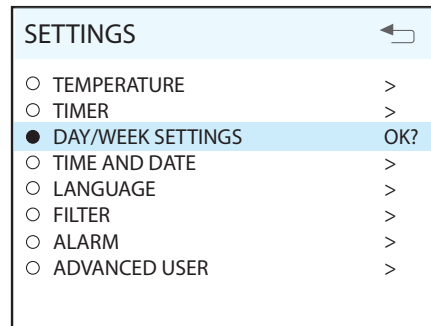 SETTINGS
TEMPERATURE >
TIMER >
DAY/WEEK SETTINGS OK?
TIME AND DATE >
LANGUAGE >
FILTER >
ALARM >
ADVANCED USER >